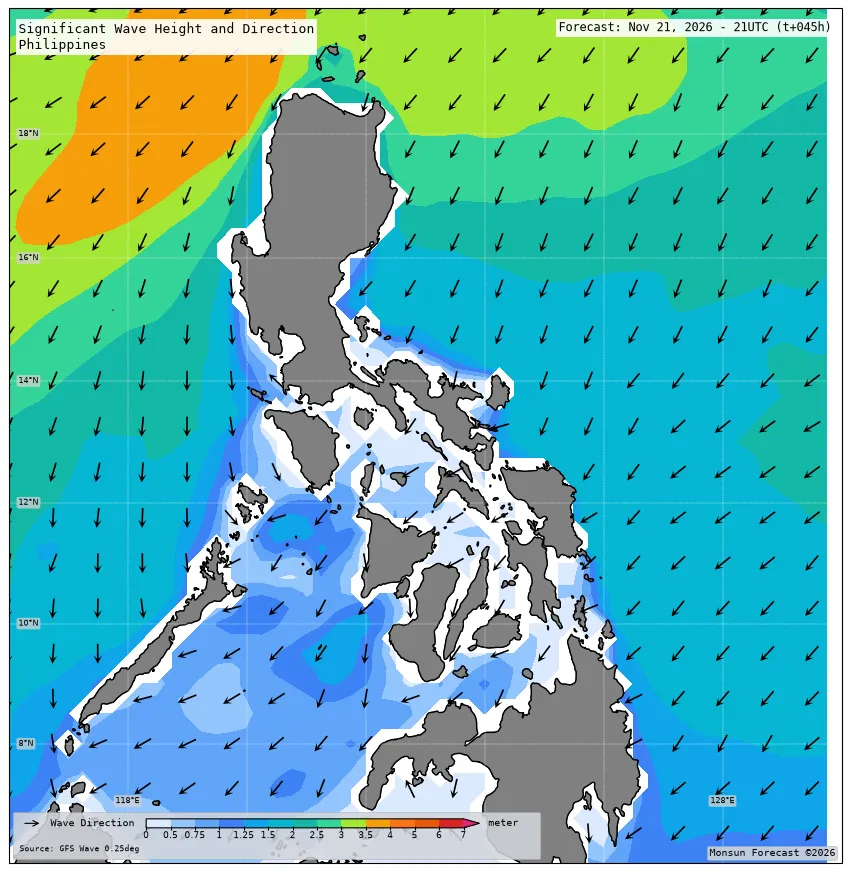 Significant Wave Height and Direction
Philippines
Forecast: Nov 21, 2026 - 21UTC (t+045h)
18°N
16°N
14°N
12°N
10°N
8°N
118°E
128°E
Wave Direction
0 0.5 0.75 1 1.25 1.5 2 2.5 3 3.5 4 5 6 7
meter
Source: GFS Wave 0.25deg
Monsun Forecast ©2026